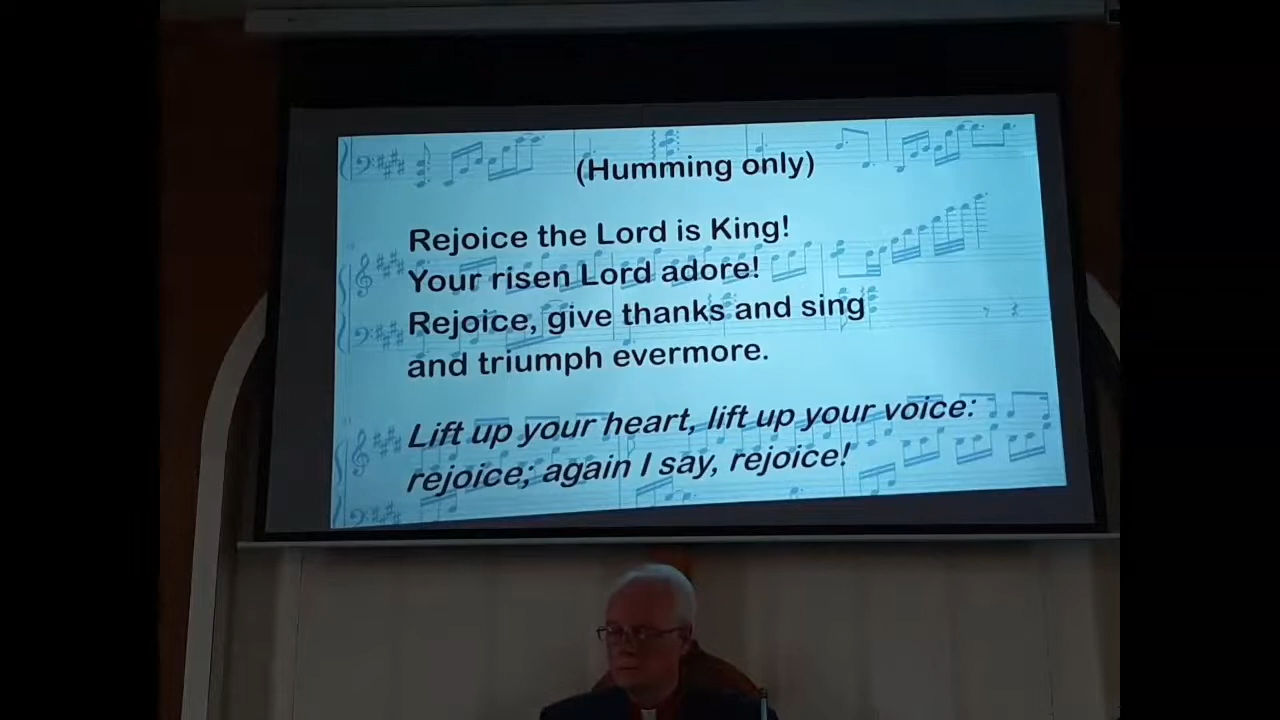 (Humming only)
Rejoice the Lord is King!
Your risen Lord adore!
Rejoice, give thanks and sing
and triumph evermore.
Lift up your heart, lift up your voice:
rejoice; again I say, rejoice!